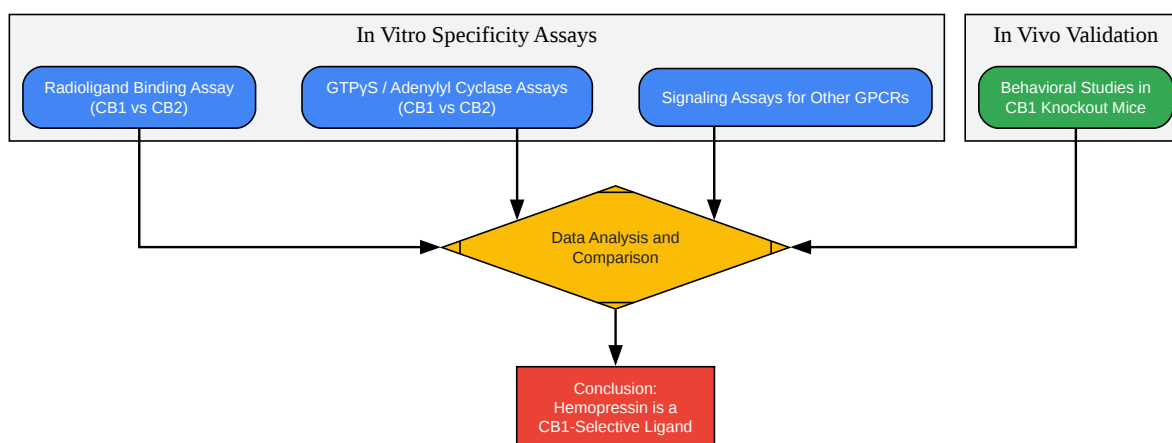 In Vitro Specificity Assays
In Vivo Validation
Radioligand Binding Assay
(CB1 vs CB2)
GTPγS / Adenylyl Cyclase Assays
(CB1 vs CB2)
Signaling Assays for Other GPCRs
Behavioral Studies in
CB1 Knockout Mice
Data Analysis and
Comparison
Conclusion:
Hemopressin is a
CB1-Selective Ligand